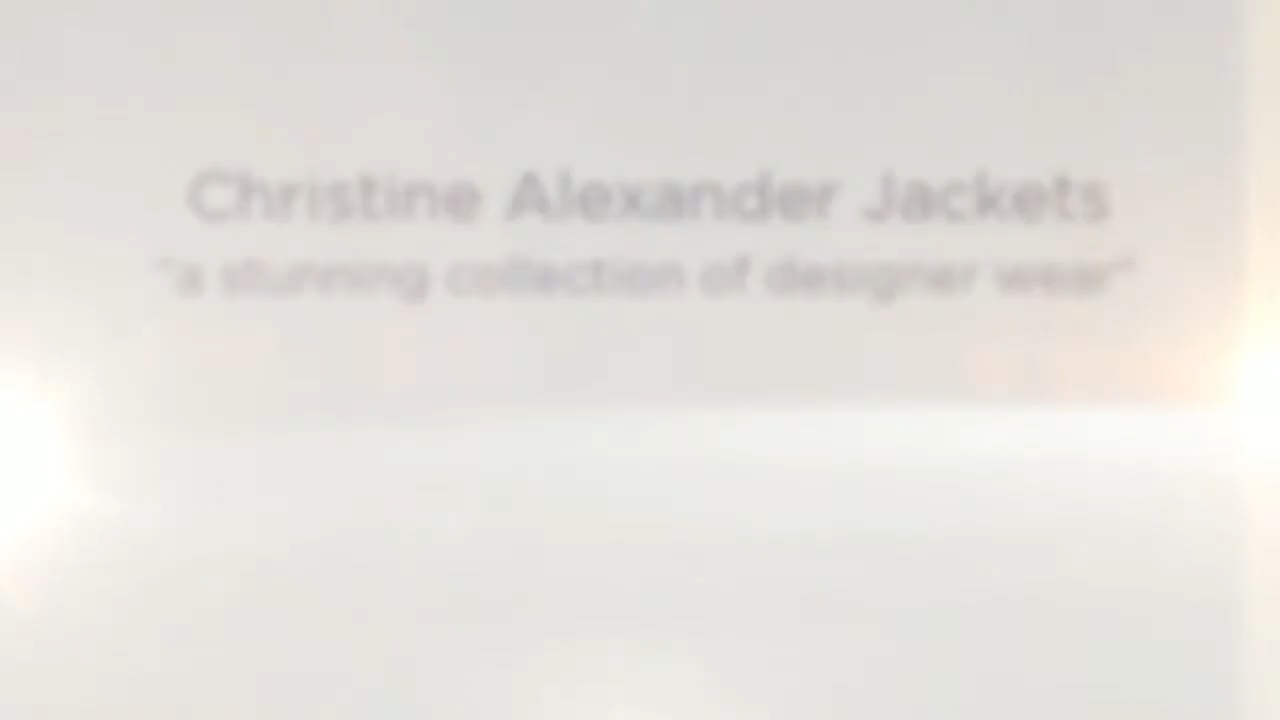 Christine Alexander Jackets
"a stunning collection of designer wear"